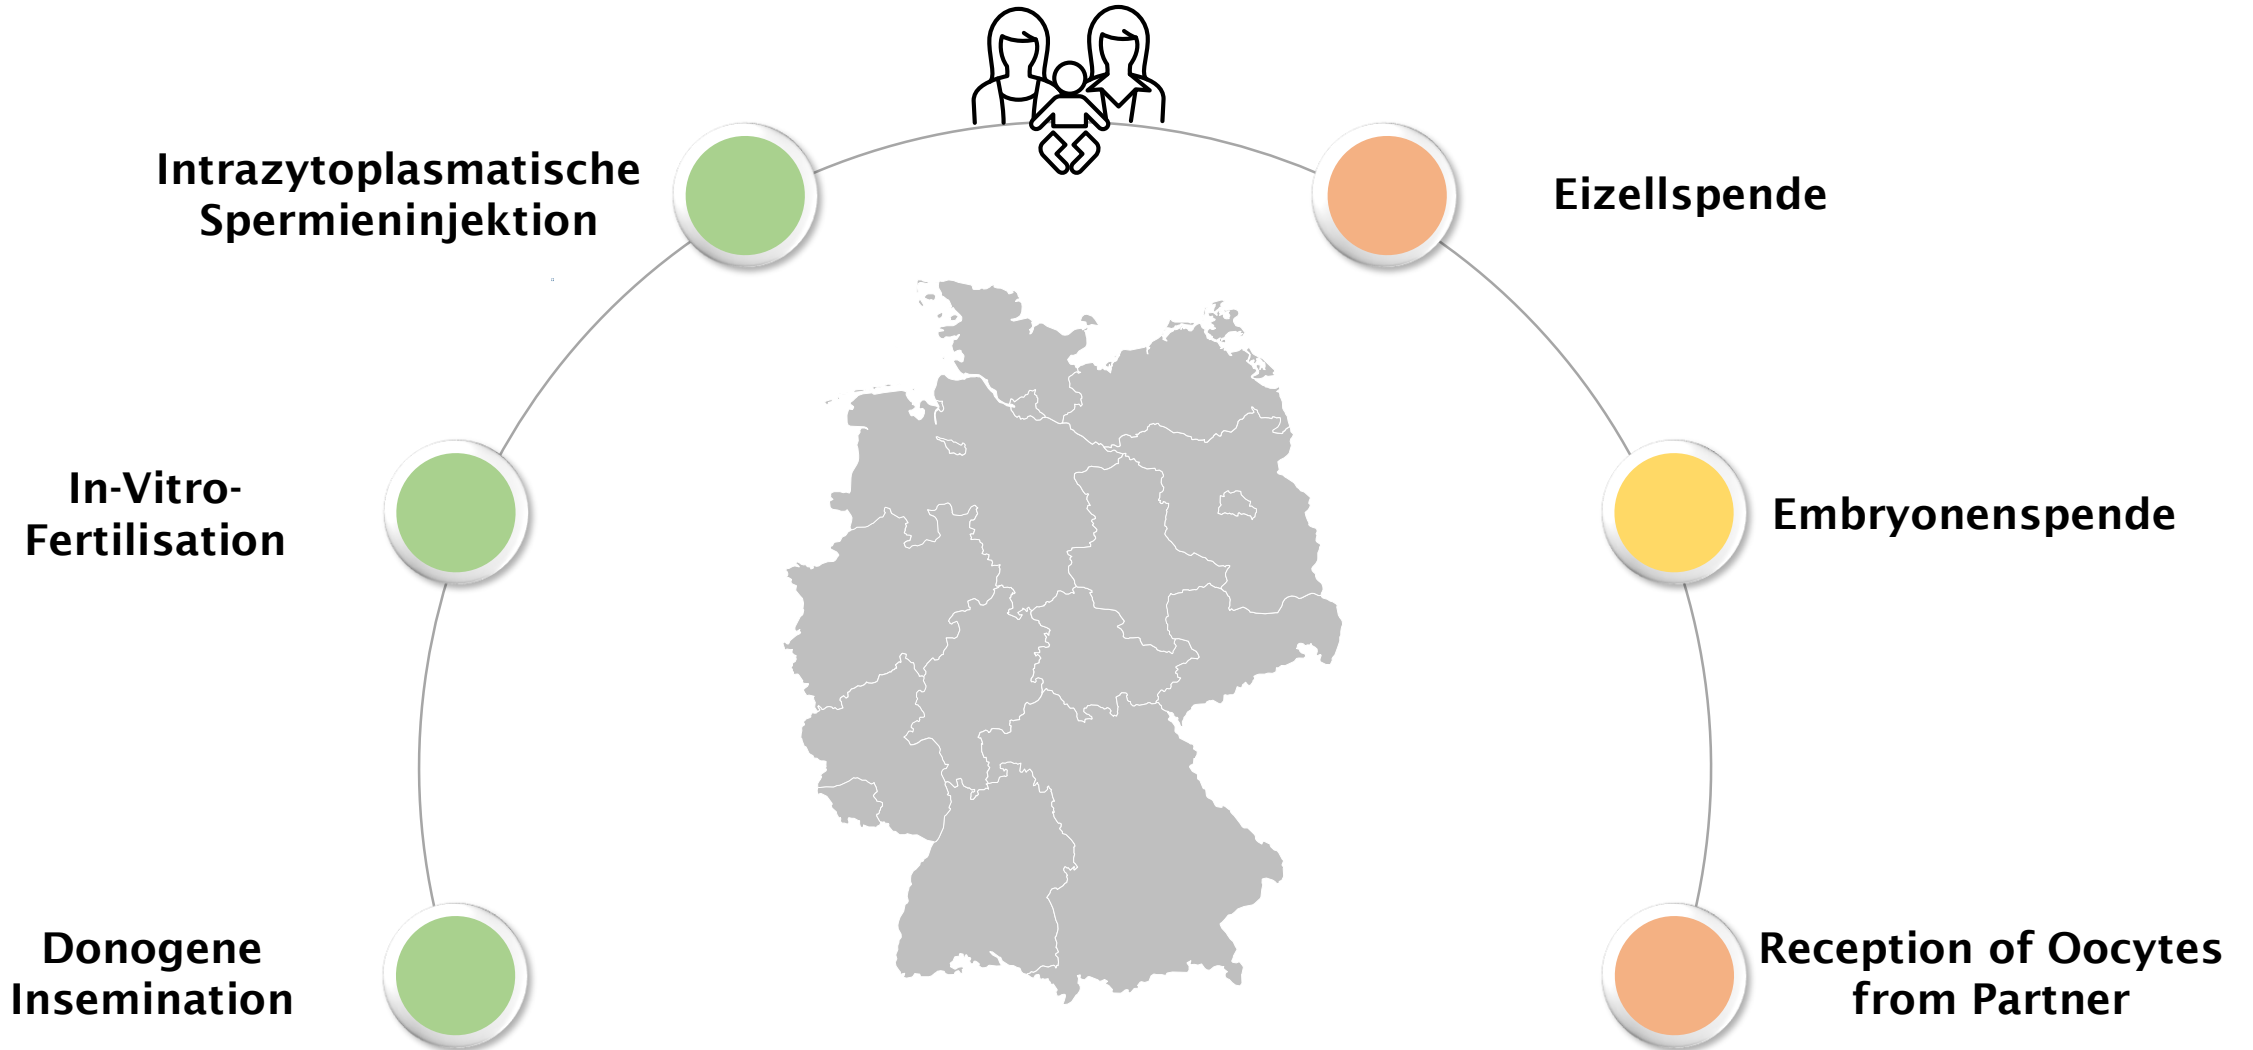 Intrazytoplasmatische
Spermieninjektion
Eizellspende
In-Vitro-
Fertilisation
Embryonenspende
Donogene
Insemination
Reception of Oocytes
from Partner